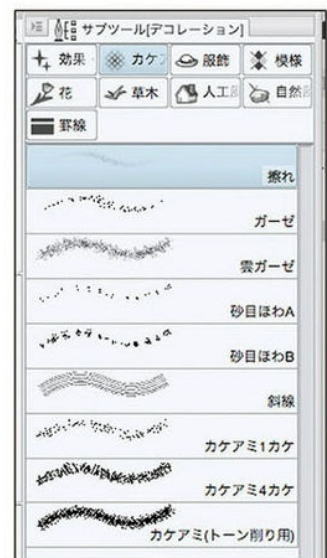 サブツール[デコレーション]
効果 カケア 服飾 模様
花 草木 人工 自然
罫線
擦れ
ガーゼ
雲ガーゼ
砂目ほわA
砂目ほわB
斜線
カケアミ1カケ
カケアミ4カケ
カケアミ(トーン削り用)